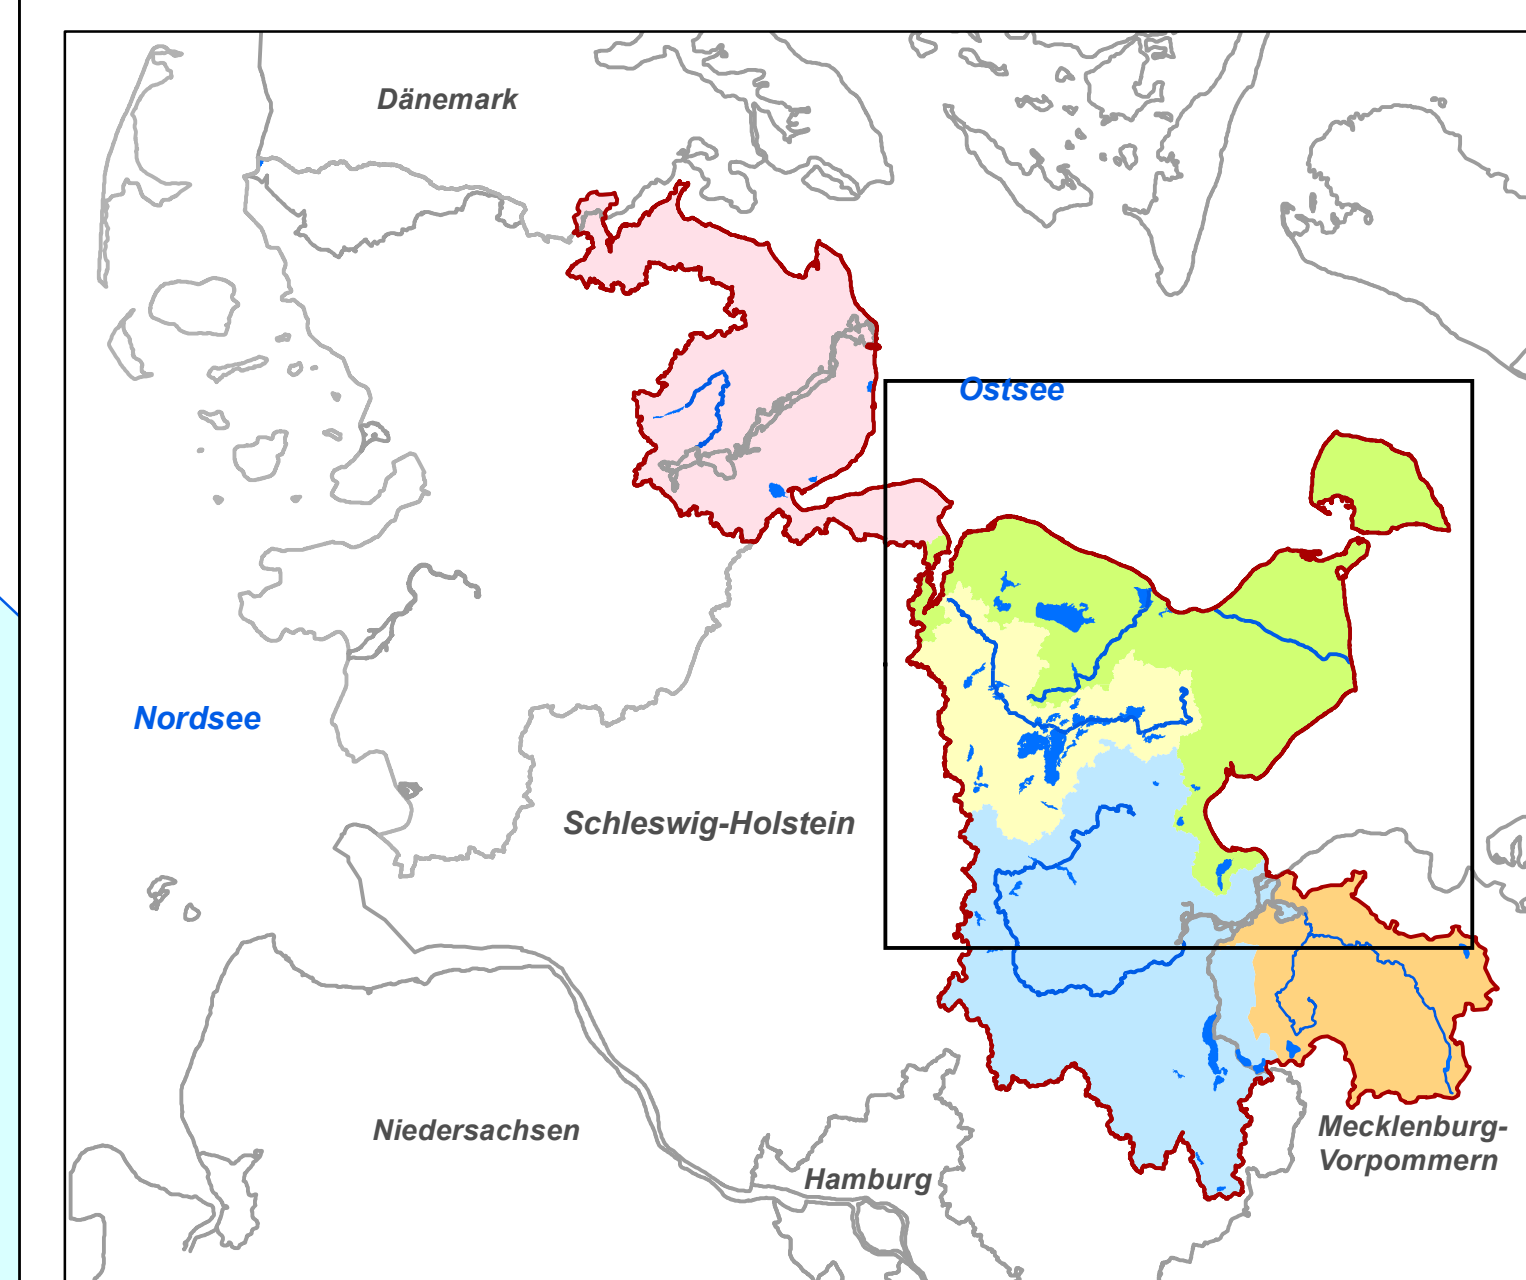 Dänemark
Ostsee
Nordsee
Schleswig-Holstein
Niedersachsen
Hamburg
Mecklenburg-
Vorpommern